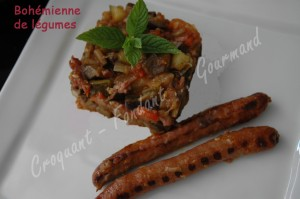 Bohémienne
de légumes
Croquant - Fondant - Gourmand